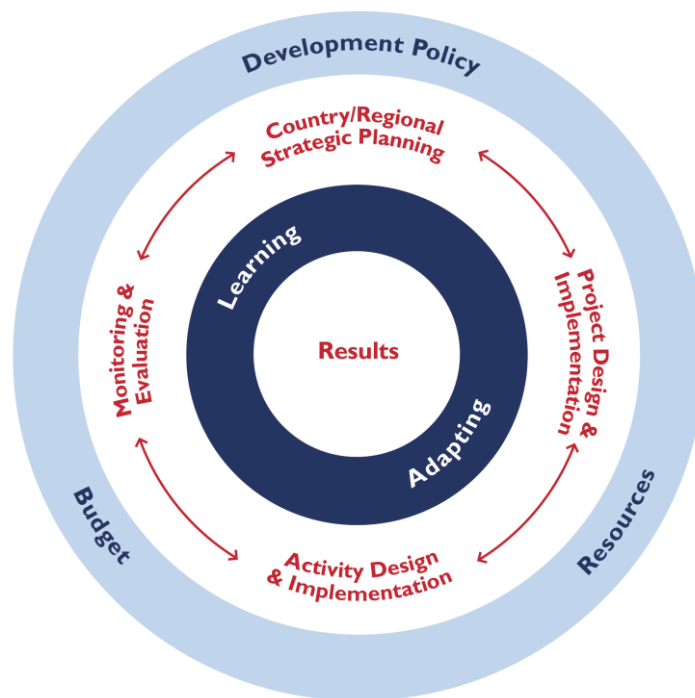 Development Policy
Country/Regional
Strategic Planning
Learning
Monitoring &
Evaluation
Results
Project Design &
Implementation
Adapting
Budget
Resources
Activity Design
& Implementation